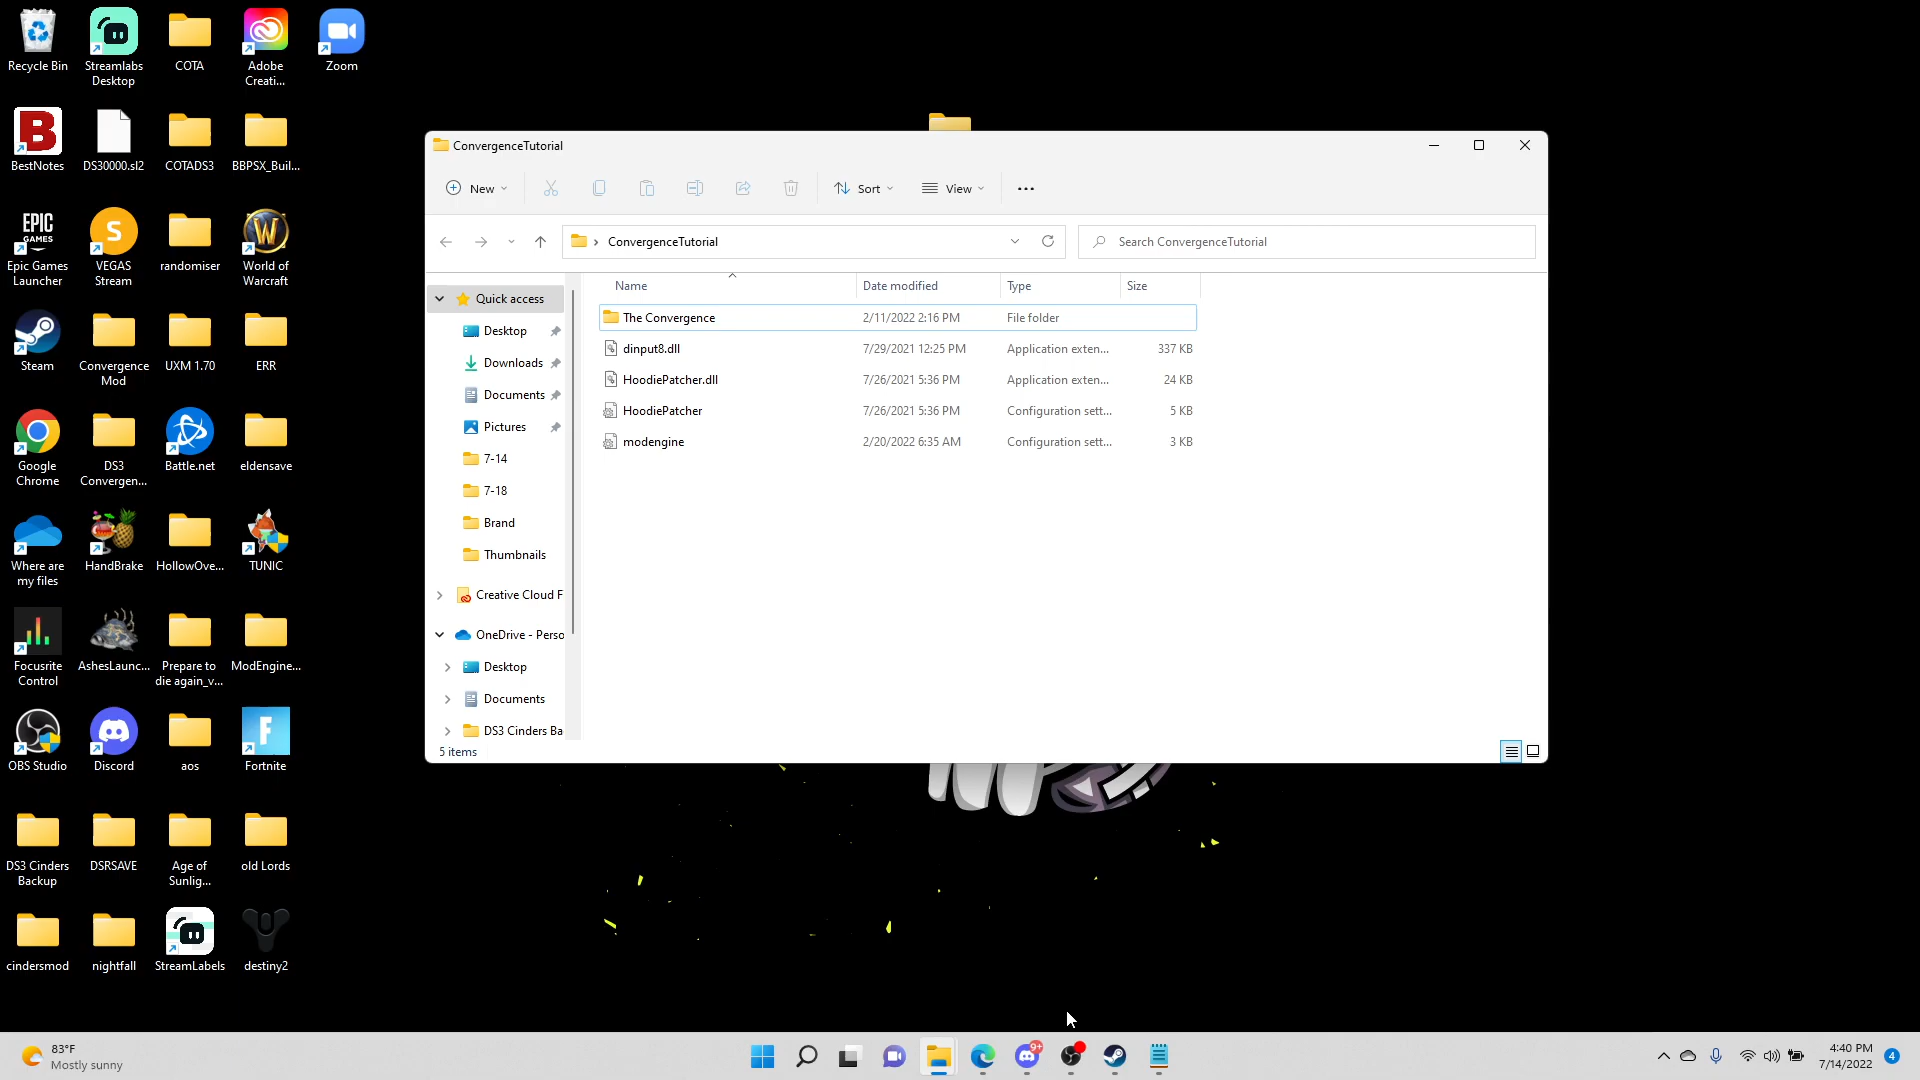 Recycle Bin
Streamlabs
Desktop
COTA
Adobe
Creati...
Zoom
B
BestNotes
DS30000.sl2
COTADS3
BBPSX_Buil...
EPIC
GAMES
Epic Games
Launcher
S
VEGAS
Stream
randomiser
W
World of
Warcraft
Steam
Convergence
Mod
UXM 1.70
ERR
Google
Chrome
DS3
Convergen...
Battle.net
eldensave
Where are
my files
HandBrake
HollowOve...
TUNIC
Focusrite
Control
AshesLaunc...
Prepare to
die again_v...
ModEngine...
OBS Studio
Discord
aos
F
Fortnite
DS3 Cinders
Backup
DSRSAVE
Age of
Sunlig...
old Lords
cindersmod
nightfall
StreamLabels
destiny2
ConvergenceTutorial
New
Sort
View
ConvergenceTutorial
Search ConvergenceTutorial
Quick access
Desktop
Downloads
Documents
Pictures
7-14
7-18
Brand
Thumbnails
Creative Cloud F
OneDrive - Perso
Desktop
Documents
DS3 Cinders Ba
Name Date modified Type Size
The Convergence 2/11/2022 2:16 PM File folder
dinput8.dll 7/29/2021 12:25 PM Application exten... 337 KB
HoodiePatcher.dll 7/26/2021 5:36 PM Application exten... 24 KB
HoodiePatcher 7/26/2021 5:36 PM Configuration sett... 5 KB
modengine 2/20/2022 6:35 AM Configuration sett... 3 KB
5 items
83°F
Mostly sunny
9+
4:40 PM
7/14/2022
4